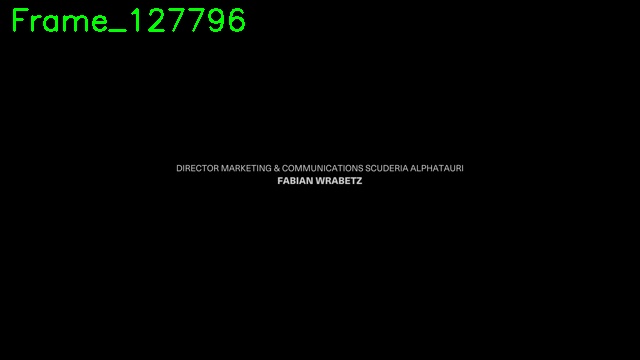 Frame_127796
DIRECTOR MARKETING & COMMUNICATIONS SCUDERIA ALPHATAURI
FABIAN WRABETZ